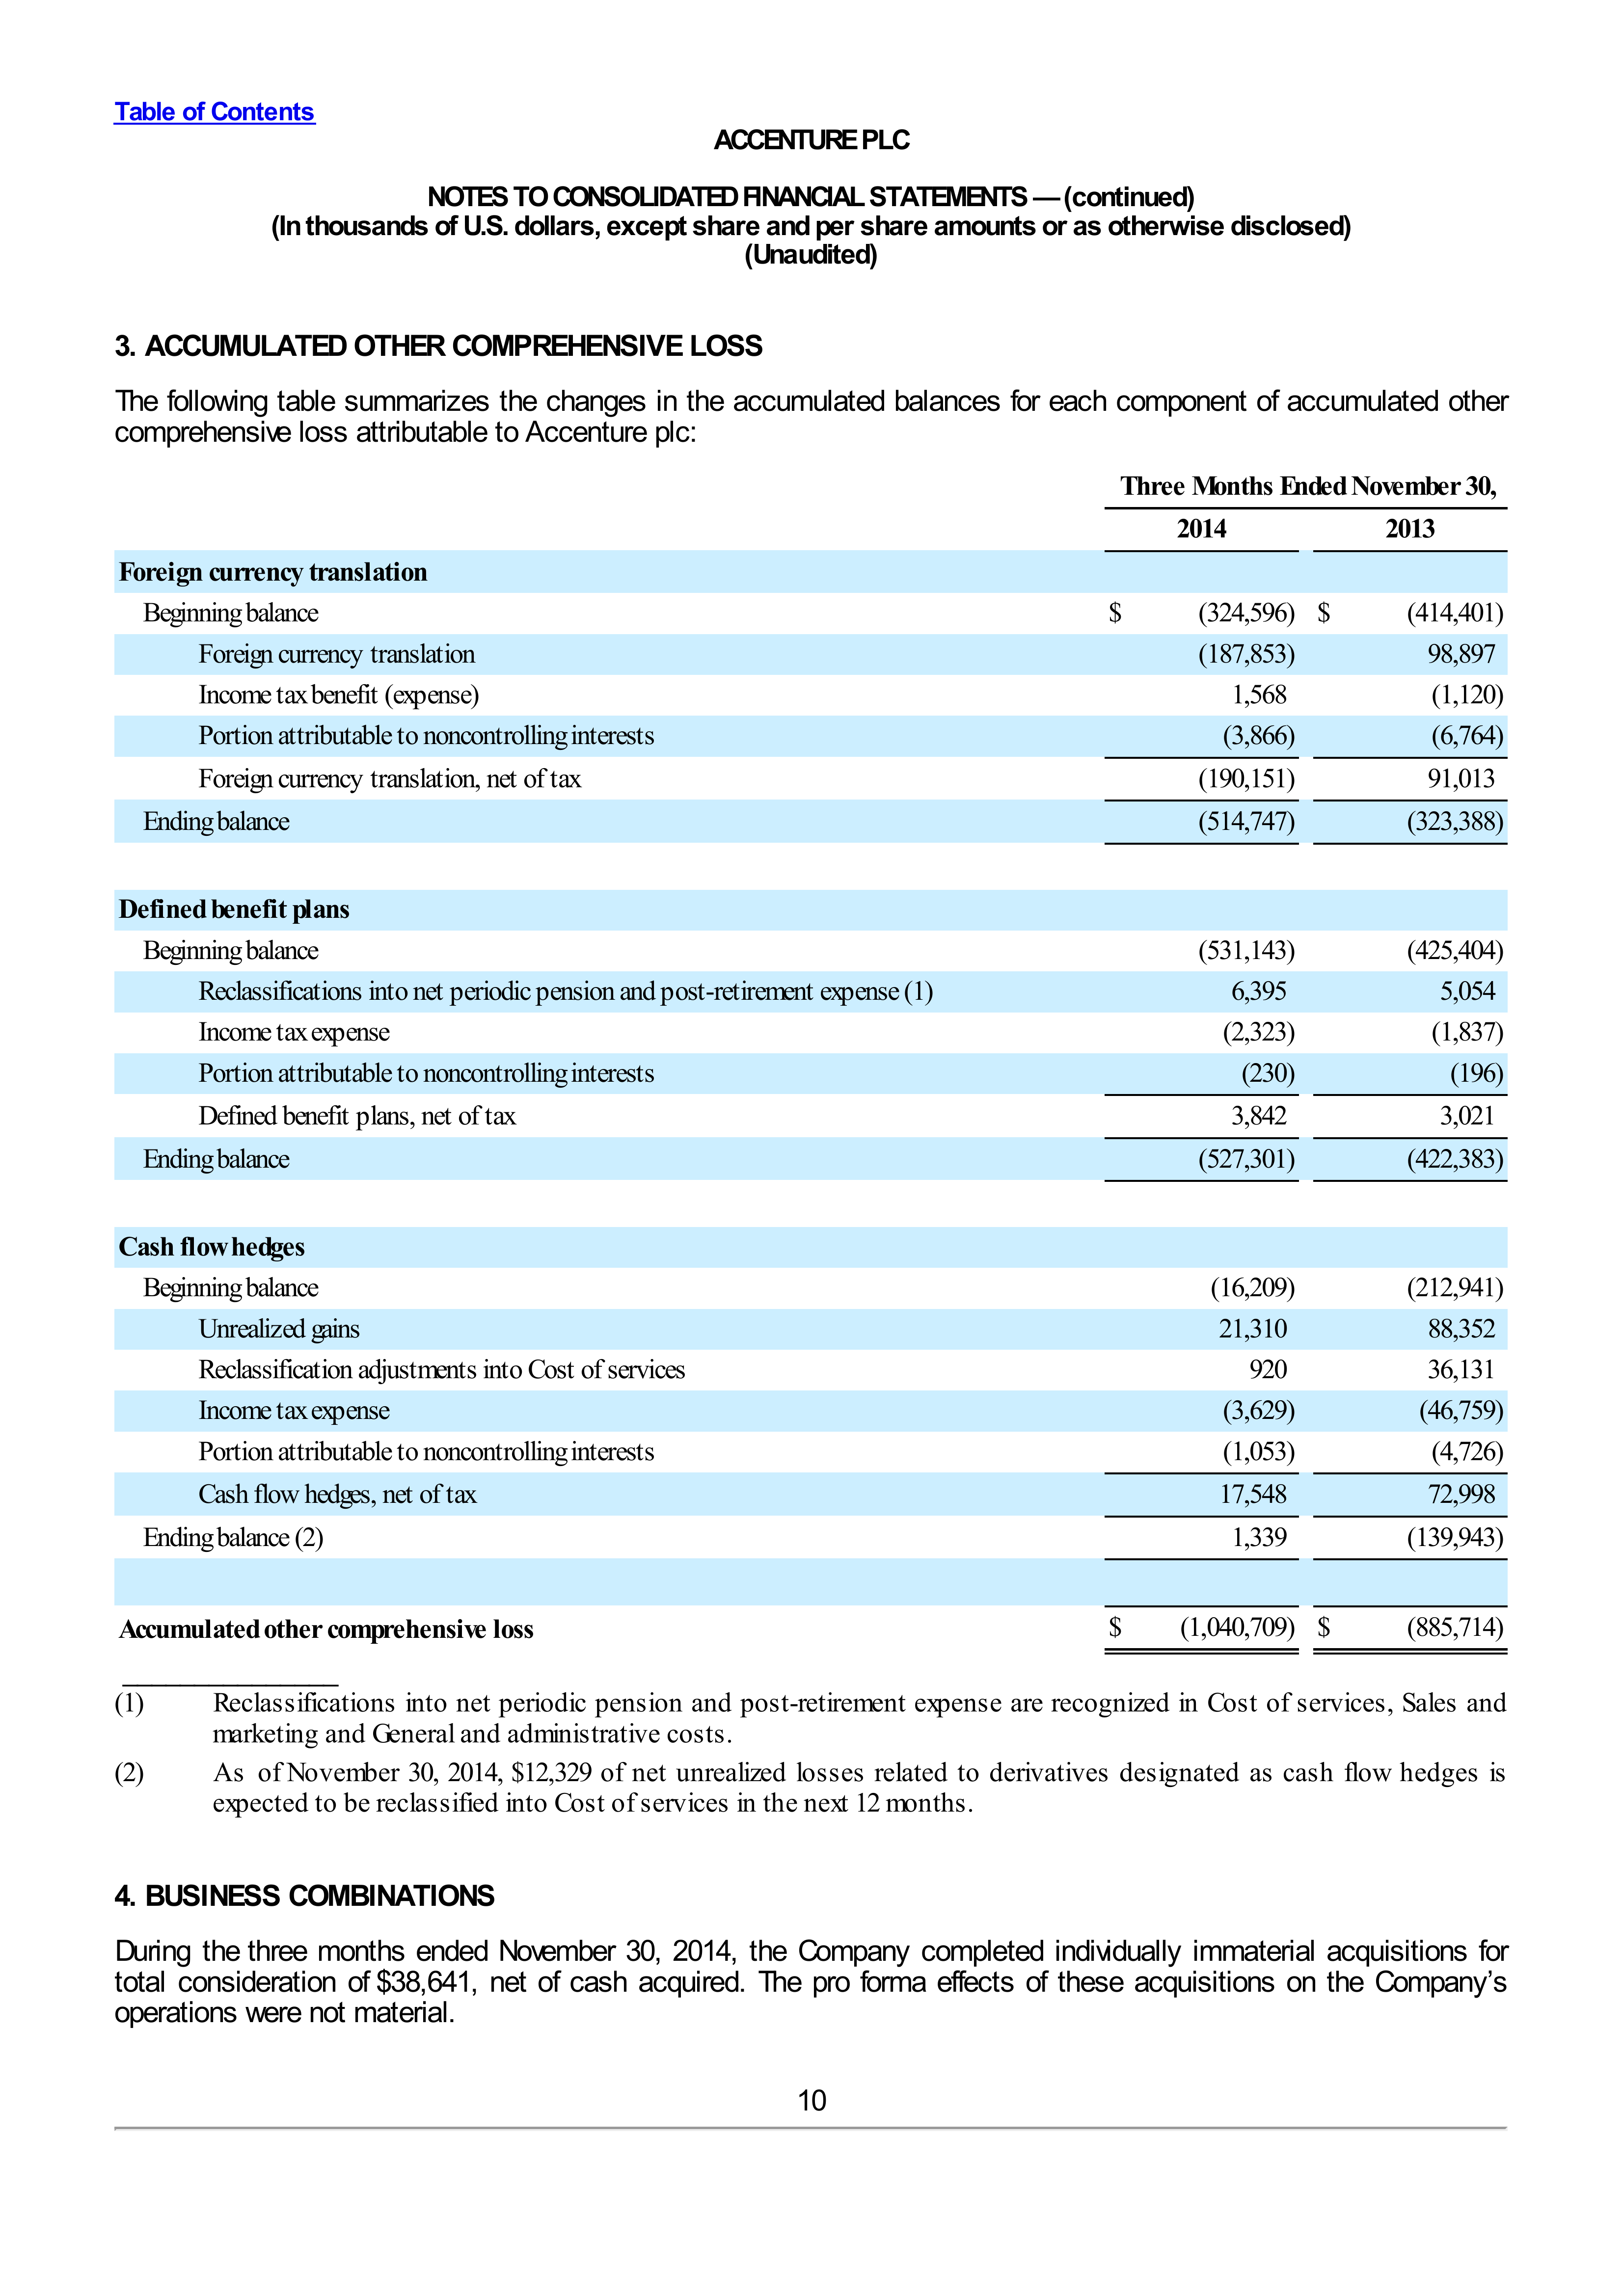 Table of Contents
ACCENTURE PLC
NOTES TO CONSOLIDATED FINANCIAL STATEMENTS — (continued)
(In thousands of U.S. dollars, except share and per share amounts or as otherwise disclosed)
(Unaudited)
3. ACCUMULATED OTHER COMPREHENSIVE LOSS
The following table summarizes the changes in the accumulated balances for each component of accumulated other
comprehensive loss attributable to Accenture plc:
Three Months Ended November 30,
2014 2013
Foreign currency translation
Beginning balance $ (324,596) $ (414,401)
Foreign currency translation (187,853) 98,897
Income tax benefit (expense) 1,568 (1,120)
Portion attributable to noncontrolling interests (3,866) (6,764)
Foreign currency translation, net of tax (190,151) 91,013
Ending balance (514,747) (323,388)
Defined benefit plans
Beginning balance (531,143) (425,404)
Reclassifications into net periodic pension and post-retirement expense (1) 6,395 5,054
Income tax expense (2,323) (1,837)
Portion attributable to noncontrolling interests (230) (196)
Defined benefit plans, net of tax 3,842 3,021
Ending balance (527,301) (422,383)
Cash flow hedges
Beginning balance (16,209) (212,941)
Unrealized gains 21,310 88,352
Reclassification adjustments into Cost of services 920 36,131
Income tax expense (3,629) (46,759)
Portion attributable to noncontrolling interests (1,053) (4,726)
Cash flow hedges, net of tax 17,548 72,998
Ending balance (2) 1,339 (139,943)
Accumulated other comprehensive loss $ (1,040,709) $ (885,714)
(1) Reclassifications into net periodic pension and post-retirement expense are recognized in Cost of services, Sales and
marketing and General and administrative costs.
(2) As of November 30, 2014, $12,329 of net unrealized losses related to derivatives designated as cash flow hedges is
expected to be reclassified into Cost of services in the next 12 months.
4. BUSINESS COMBINATIONS
During the three months ended November 30, 2014, the Company completed individually immaterial acquisitions for
total consideration of $38,641, net of cash acquired. The pro forma effects of these acquisitions on the Company’s
operations were not material.
10